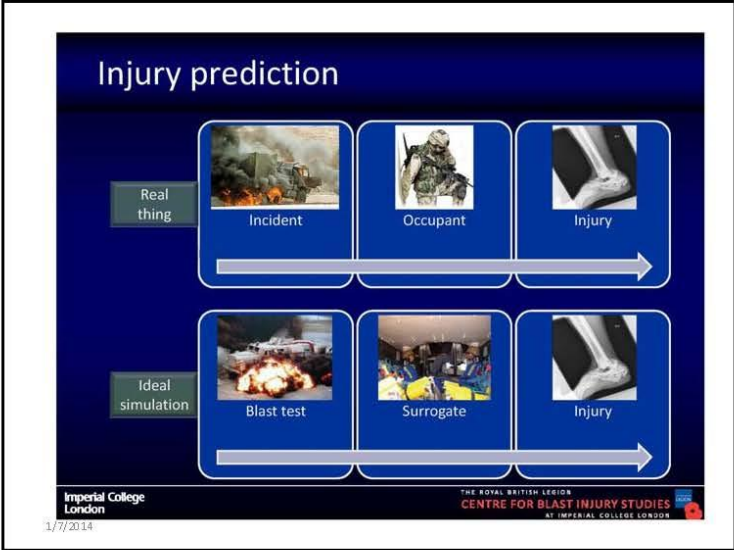 Injury prediction
Real
thing
Incident
Occupant
Injury
Ideal
simulation
Blast test
Surrogate
Injury
Imperial College
London
THE ROYAL BRITISH LEGION
CENTRE FOR BLAST INJURY STUDIES
AT IMPERIAL COLLEGE LONDON
1/7/2014